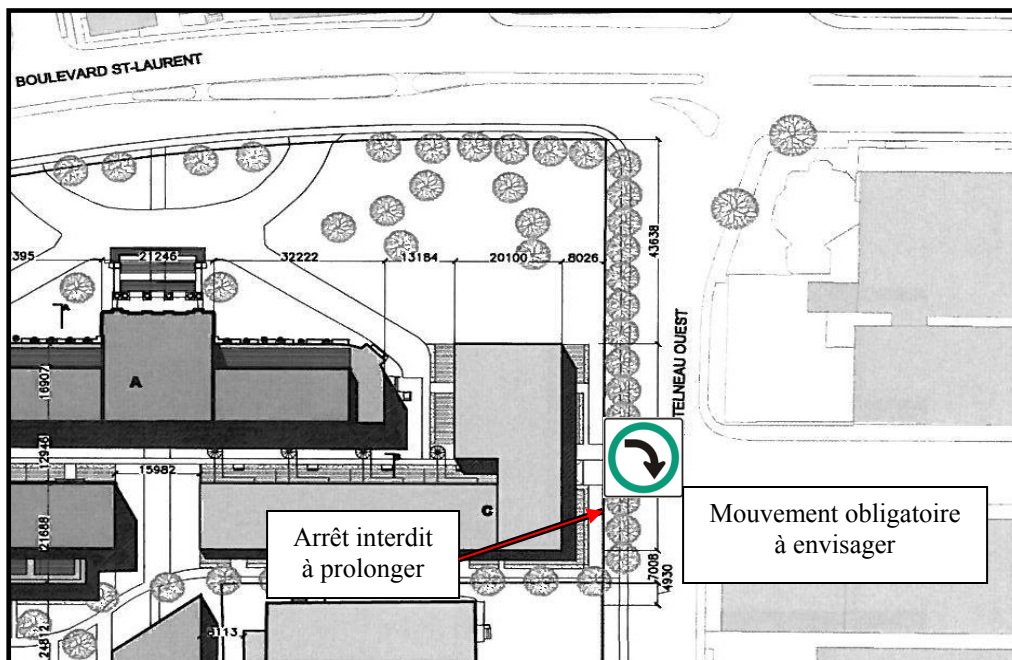 BOULEVARD ST-LAURENT
395
21246
32222
13184
20100
8026
43638
A
TELNEAU OUEST
A
16907
12946
15982
C
21688
Arrêt interdit
à prolonger
Mouvement obligatoire
à envisager
7008
4930
24812